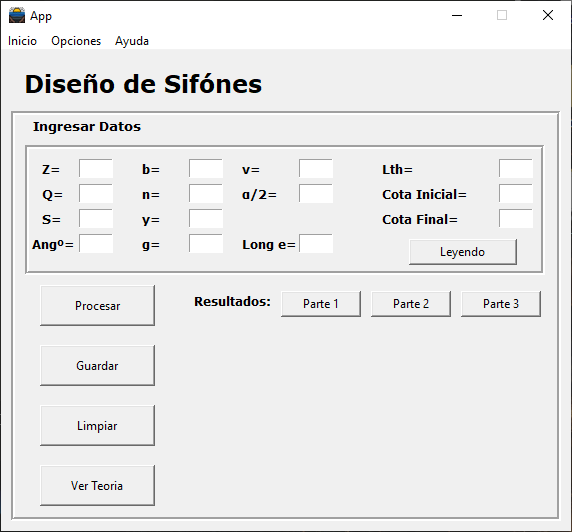 App
Inicio Opciones Ayuda
Diseño de Sifónes
Ingresar Datos
Z= b= v= Lth=
Q= n= α/2= Cota Inicial=
S= y= Cota Final=
Angº= g= Long e= Leyendo
Procesar Resultados: Parte 1 Parte 2 Parte 3
Guardar
Limpiar
Ver Teoria